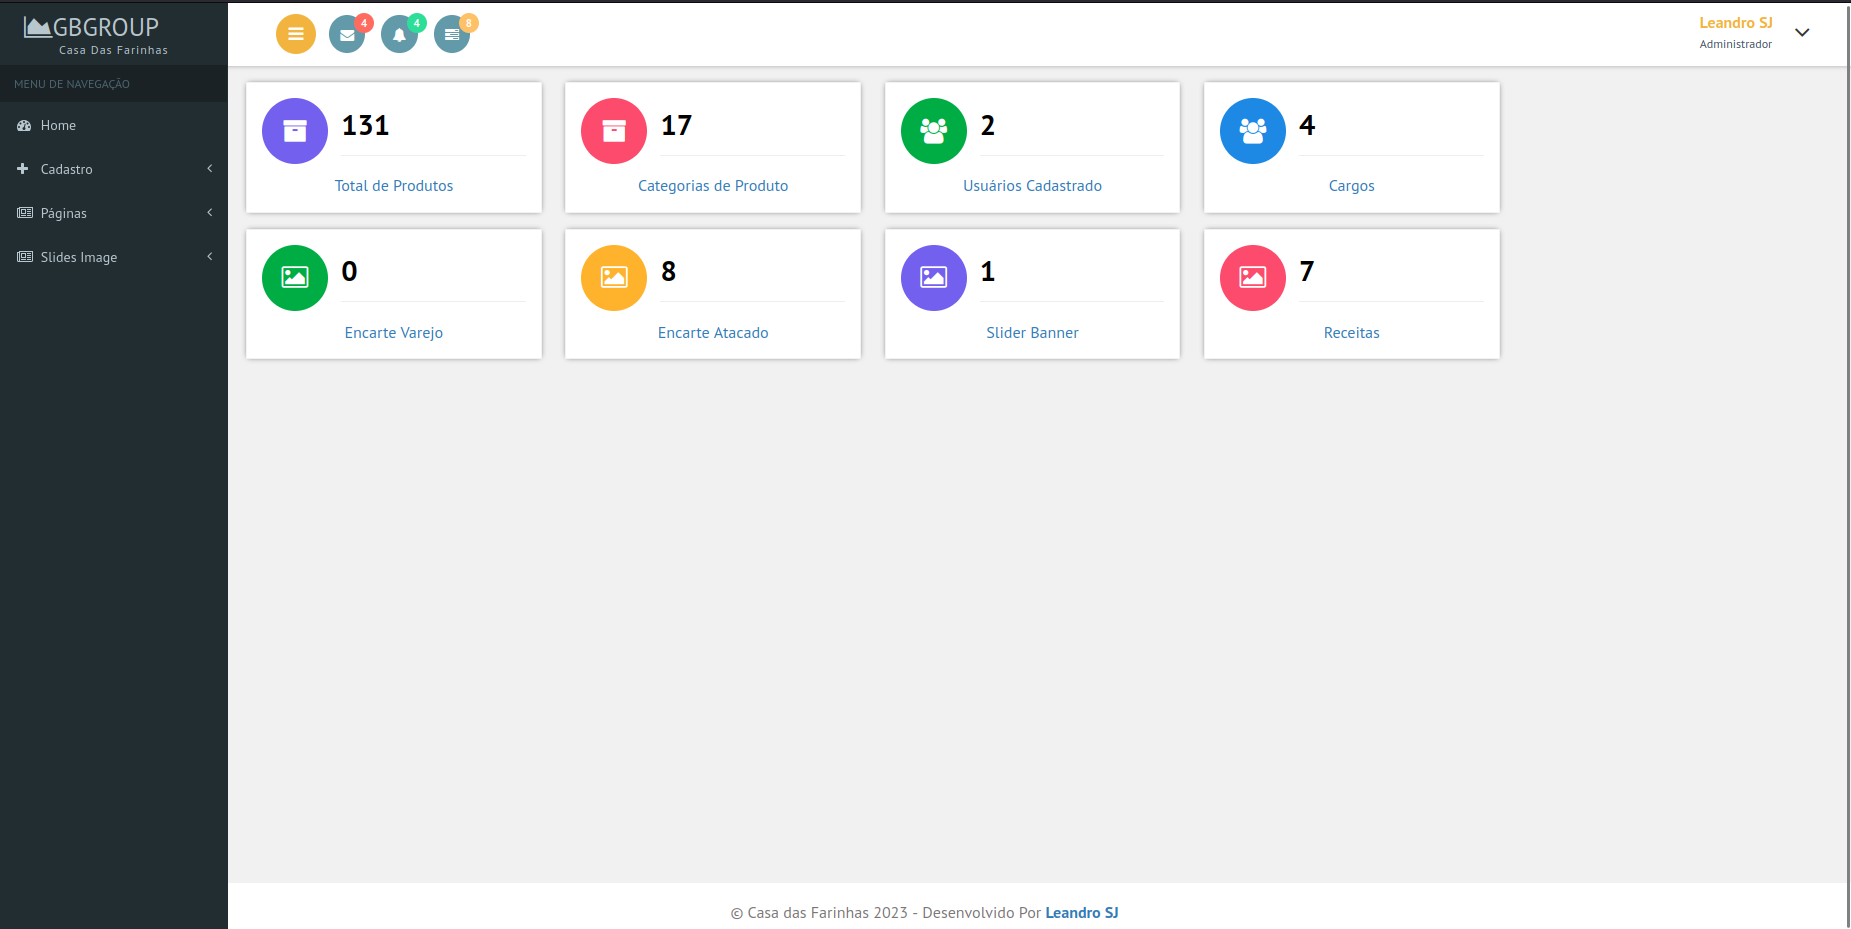 GBGROUP
Casa Das Farinhas
4
4
8
Leandro SJ
Administrador
MENU DE NAVEGAÇÃO
Home
Cadastro
Páginas
Slides Image
131
Total de Produtos
17
Categorias de Produto
2
Usuários Cadastrado
4
Cargos
0
Encarte Varejo
8
Encarte Atacado
1
Slider Banner
7
Receitas
© Casa das Farinhas 2023 - Desenvolvido Por Leandro SJ